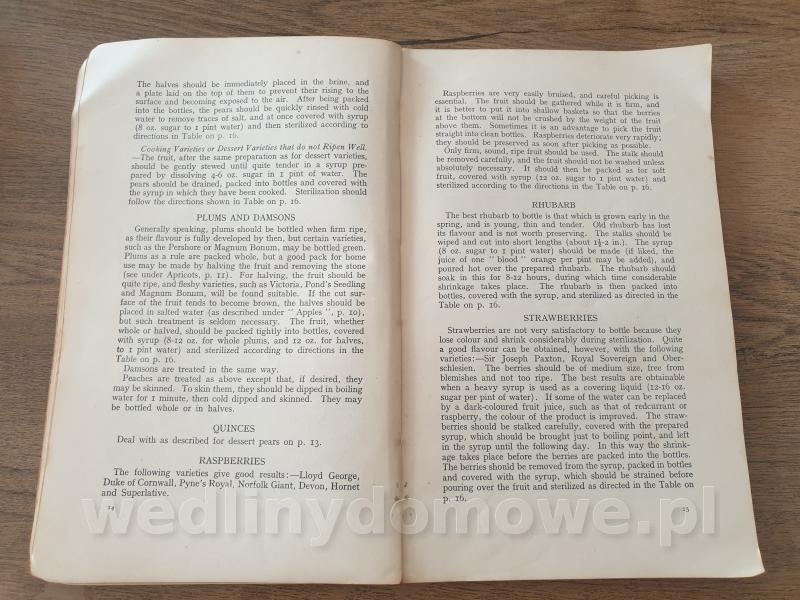 The halves should be immediately placed in the brine, and
a plate laid on the top of them to prevent their rising to the
surface and becoming exposed to the air. After being packed
into the bottles, the pears should be quickly rinsed with cold
water to remove traces of salt, and at once covered with syrup
(8 oz. sugar to 1 pint water) and then sterilized according to
directions in Table on p. 16.
Cooking Varieties or Dessert Varieties that do not Ripen Well.
—The fruit, after the same preparation as for dessert varieties,
should be gently stewed until quite tender in a syrup pre-
pared by dissolving 4-6 oz. sugar in 1 pint of water. The
pears should be drained, packed into bottles and covered with
the syrup in which they have been cooked. Sterilization should
follow the directions shown in Table on p. 16.
PLUMS AND DAMSONS
Generally speaking, plums should be bottled when firm ripe,
as their flavour is fully developed by then, but certain varieties,
such as the Pershore or Magnum Bonum, may be bottled green.
Plums as a rule are packed whole, but a good pack for home
use may be made by halving the fruit and removing the stone
(see under Apricots, p. 11). For halving, the fruit should be
quite ripe, and fleshy varieties, such as Victoria, Pond's Seedling
and Magnum Bonum, will be found suitable. If the cut sur-
face of the fruit tends to become brown, the halves should be
placed in salted water (as described under " Apples ", p. 10),
but such treatment is seldom necessary. The fruit, whether
whole or halved, should be packed tightly into bottles, covered
with syrup (8-12 oz. for whole plums, and 12 oz. for halves,
to 1 pint water) and sterilized according to directions in the
Table on p. 16.
Damsons are treated in the same way.
Peaches are treated as above except that, if desired, they
may be skinned. To skin them, they should be dipped in boiling
water for 1 minute, then cold dipped and skinned. They may
be bottled whole or in halves.
QUINCES
Deal with as described for dessert pears on p. 13.
RASPBERRIES
The following varieties give good results:—Lloyd George,
Duke of Cornwall, Pyne's Royal, Norfolk Giant, Devon, Hornet
and Superlative.
14
Raspberries are very easily bruised, and careful picking is
essential. The fruit should be gathered while it is firm, and
it is better to put it into shallow baskets so that the berries
at the bottom will not be crushed by the weight of the fruit
above them. Sometimes it is an advantage to pick the fruit
straight into clean bottles. Raspberries deteriorate very rapidly;
they should be preserved as soon after picking as possible.
Only firm, sound, ripe fruit should be used. The stalk should
be removed carefully, and the fruit should not be washed unless
absolutely necessary. It should then be packed as for soft
fruit, covered with syrup (12 oz. sugar to 1 pint water) and
sterilized according to the directions in the Table on p. 16.
RHUBARB
The best rhubarb to bottle is that which is grown early in the
spring, and is young, thin and tender. Old rhubarb has lost
its flavour and is not worth preserving. The stalks should be
wiped and cut into short lengths (about 1½-2 in.). The syrup
(8 oz. sugar to 1 pint water) should be made (if liked, the
juice of one " blood " orange per pint may be added), and
poured hot over the prepared rhubarb. The rhubarb should
soak in this for 8-12 hours, during which time considerable
shrinkage takes place. The rhubarb is then packed into
bottles, covered with the syrup, and sterilized as directed in the
Table on p. 16.
STRAWBERRIES
Strawberries are not very satisfactory to bottle because they
lose colour and shrink considerably during sterilization. Quite
a good flavour can be obtained, however, with the following
varieties:—Sir Joseph Paxton, Royal Sovereign and Ober-
schlesien. The berries should be of medium size, free from
blemishes and not too ripe. The best results are obtainable
when a heavy syrup is used as a covering liquid (12-16 oz.
sugar per pint of water). If some of the water can be replaced
by a dark-coloured fruit juice, such as that of redcurrant or
raspberry, the colour of the product is improved. The straw-
berries should be stalked carefully, covered with the prepared
syrup, which should be brought just to boiling point, and left
in the syrup until the following day. In this way the shrink-
age takes place before the berries are packed into the bottles.
The berries should be removed from the syrup, packed in bottles
and covered with the syrup, which should be strained before
pouring over the fruit and sterilized as directed in the Table on
p. 16.
15
wedlinydomowe.pl